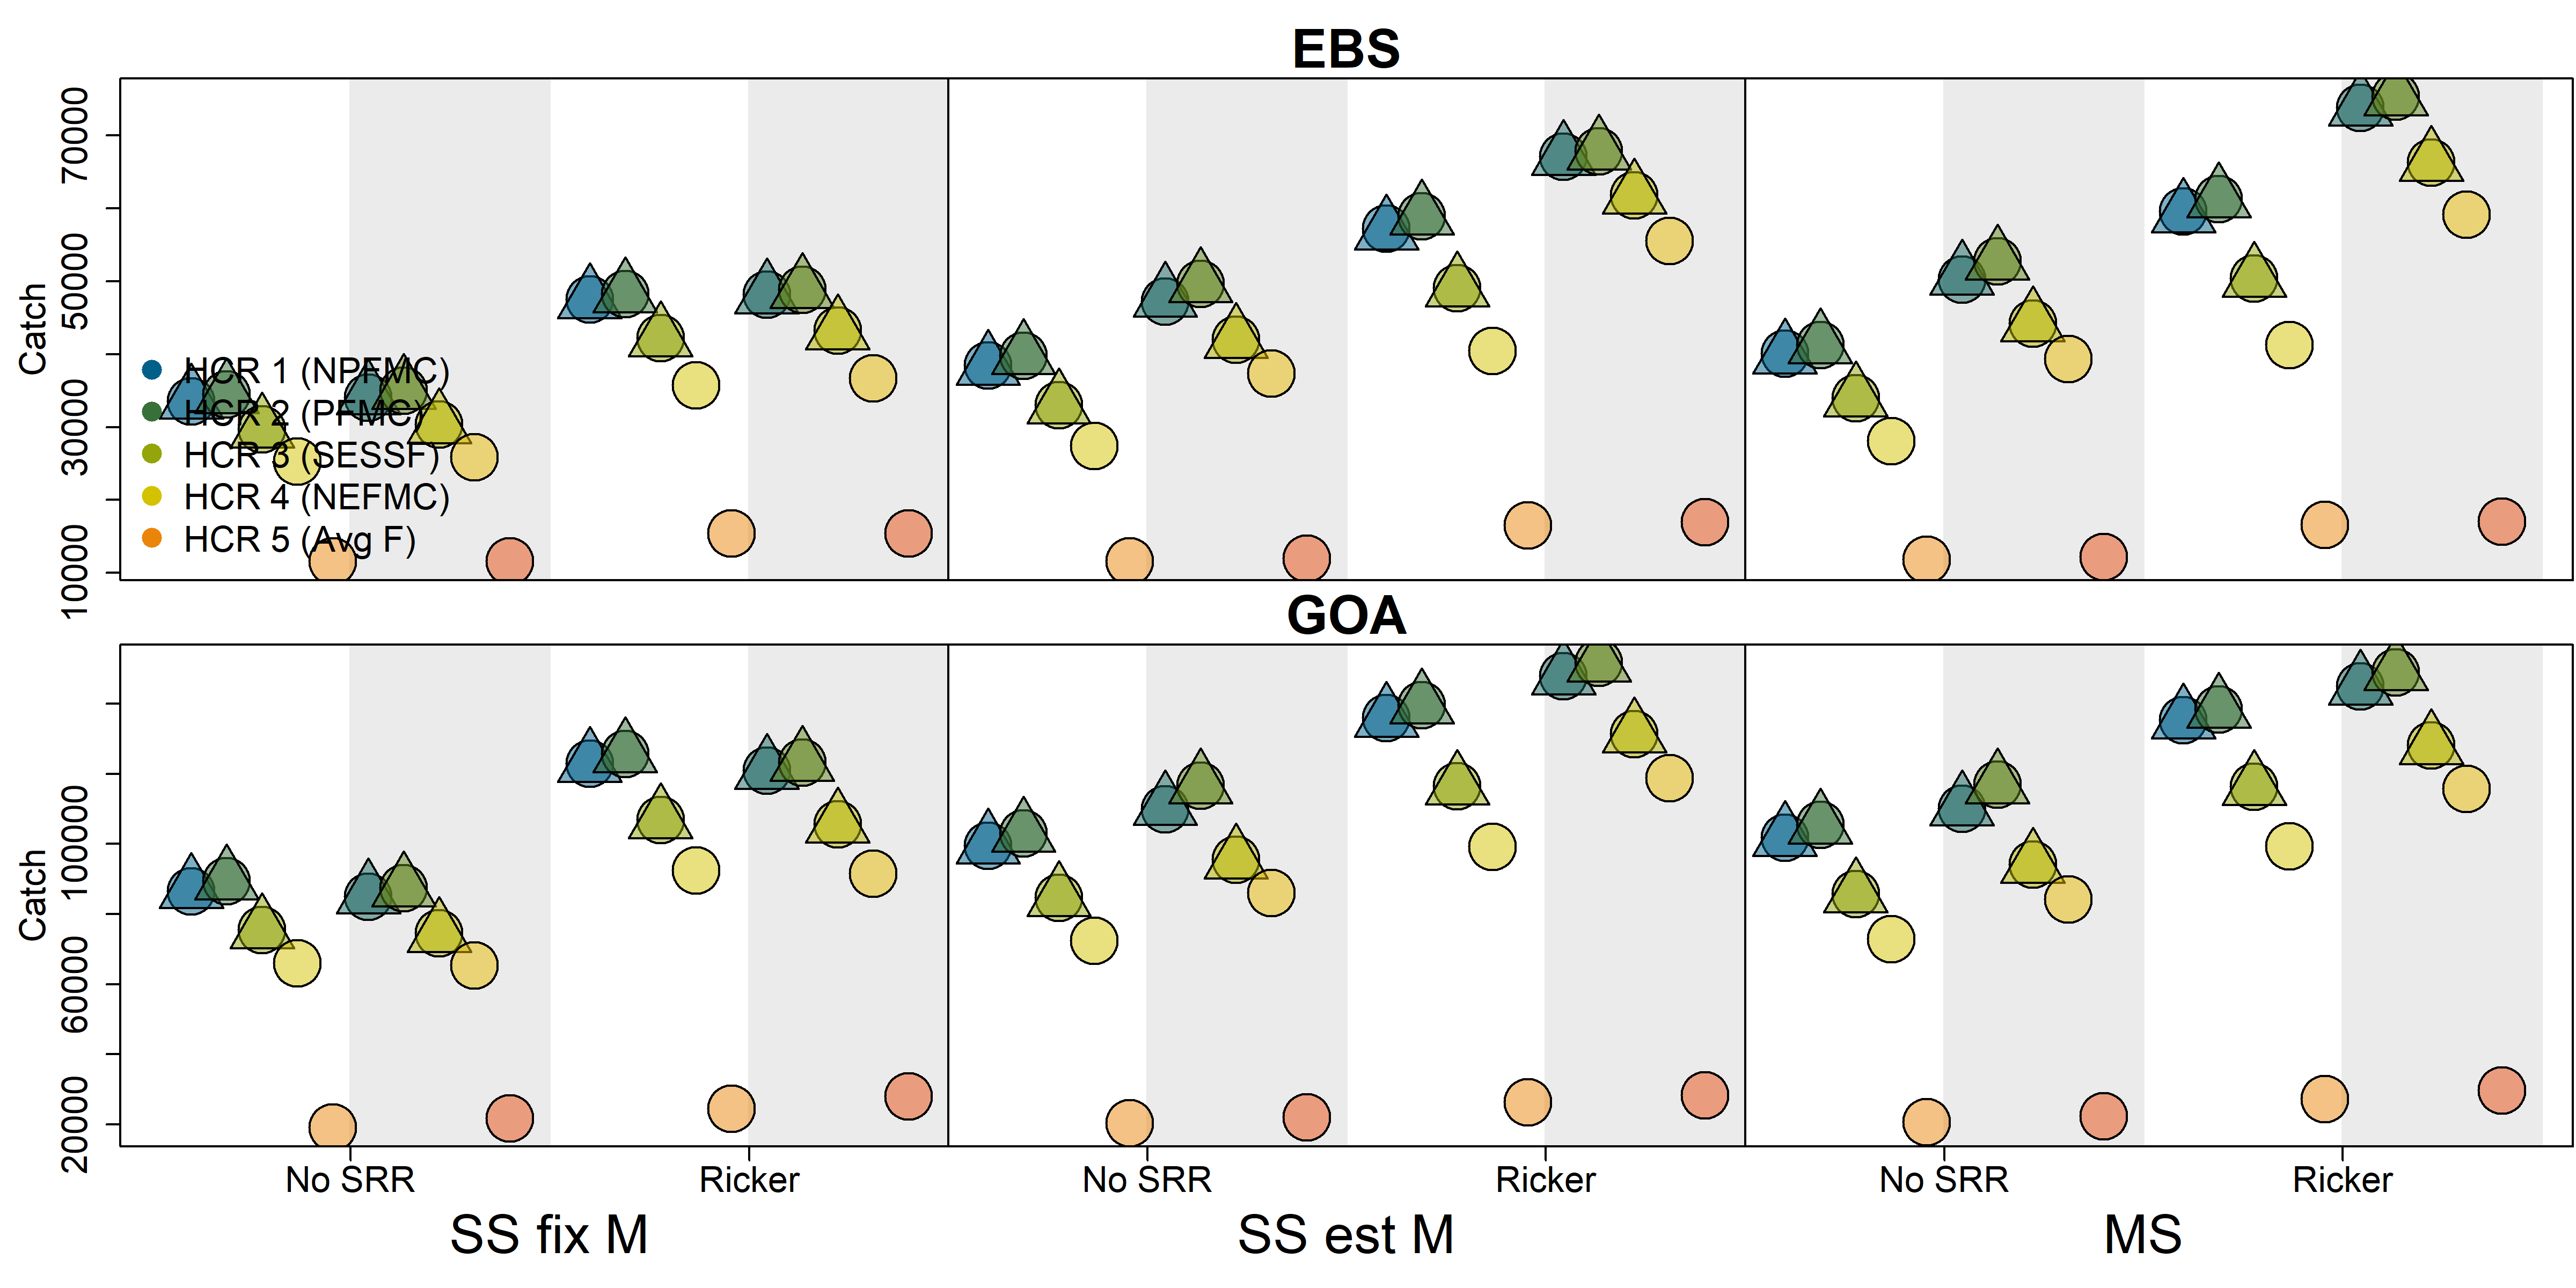 EBS
Catch
70000
50000
30000
10000
HCR 1 (NPFMC)
HCR 2 (PFMC)
HCR 3 (SESSF)
HCR 4 (NEFMC)
HCR 5 (Avg F)
GOA
Catch
100000
60000
20000
No SRR Ricker No SRR Ricker No SRR Ricker
SS fix M SS est M MS